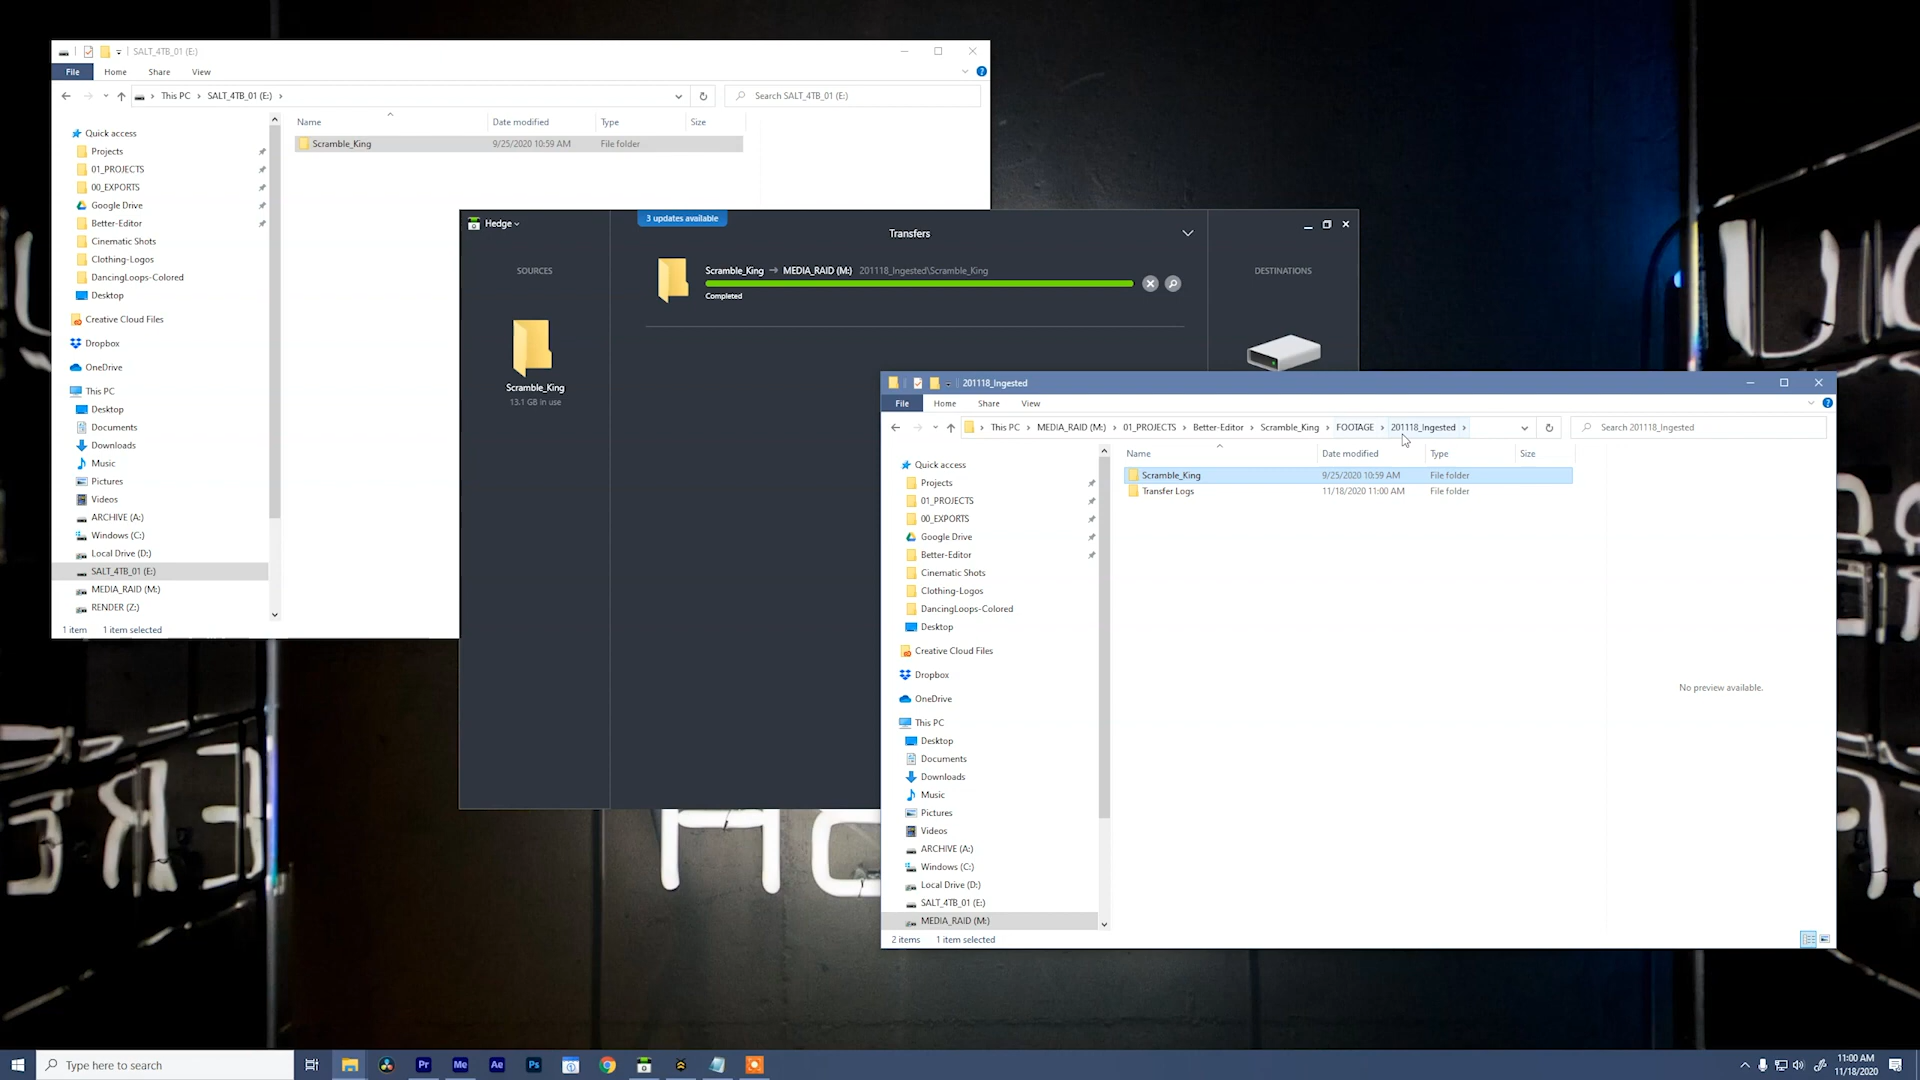 SALT_4TB_01 (E:)
File Home Share View
This PC SALT_4TB_01 (E:)
Search SALT_4TB_01 (E:)
Name Date modified Type Size
Scramble_King 9/25/2020 10:59 AM File folder
Quick access
Projects
01_PROJECTS
00_EXPORTS
Google Drive
Better-Editor
Cinematic Shots
Clothing-Logos
DancingLoops-Colored
Desktop
Creative Cloud Files
Dropbox
OneDrive
This PC
Desktop
Documents
Downloads
Music
Pictures
Videos
ARCHIVE (A:)
Windows (C:)
Local Drive (D:)
SALT_4TB_01 (E:)
MEDIA_RAID (M:)
RENDER (Z:)
1 item 1 item selected
Hedge
3 updates available
Transfers
SOURCES
Scramble_King → MEDIA_RAID (M:) 201118_Ingested\Scramble_King
Completed
DESTINATIONS
Scramble_King
13.1 GB in use
201118_Ingested
File Home Share View
This PC MEDIA_RAID (M:) 01_PROJECTS Better-Editor Scramble_King FOOTAGE 201118_Ingested
Search 201118_Ingested
Name Date modified Type Size
Scramble_King 9/25/2020 10:59 AM File folder
Transfer Logs 11/18/2020 11:00 AM File folder
Quick access
Projects
01_PROJECTS
00_EXPORTS
Google Drive
Better-Editor
Cinematic Shots
Clothing-Logos
DancingLoops-Colored
Desktop
Creative Cloud Files
Dropbox
OneDrive
This PC
Desktop
Documents
Downloads
Music
Pictures
Videos
ARCHIVE (A:)
Windows (C:)
Local Drive (D:)
SALT_4TB_01 (E:)
MEDIA_RAID (M:)
No preview available.
2 items 1 item selected
Type here to search
Pr Me Ae Ps
11:00 AM
11/18/2020